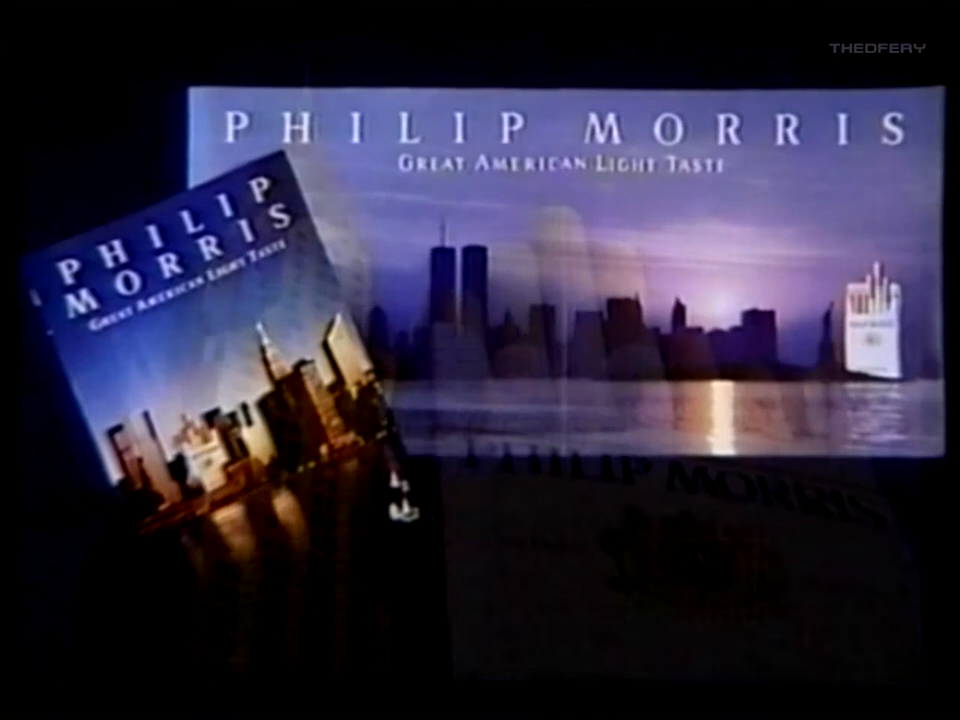 THEOFERY
PHILIP MORRIS
GREAT AMERICAN LIGHT TASTE
PHILIP
MORRIS
GREAT AMERICAN LIGHT TASTE
PHILIP MORRIS